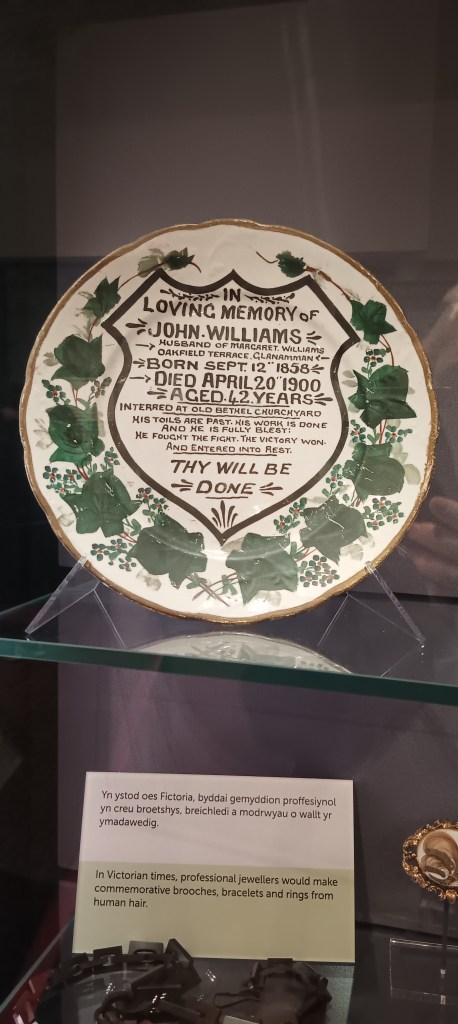 IN
LOVING MEMORY OF
JOHN. WILLIAMS
HUSBAND OF MARGARET. WILLIAMS
OAKFIELD TERRACE. GLANAMMAN
BORN SEPT. 12TH 1858
DIED APRIL 20TH 1900
AGED. 42. YEARS
INTERRED AT OLD BETHEL CHURCHYARD
HIS TOILS ARE PAST. HIS WORK IS DONE
AND HE IS FULLY BLEST;
HE FOUGHT THE FIGHT. THE VICTORY WON.
AND ENTERED INTO REST.
THY WILL BE
DONE
Yn ystod oes Fictoria, byddai gemyddion proffesiynol
yn creu broetshys, breichledi a modrwyau o wallt yr
ymadawedig.
In Victorian times, professional jewellers would make
commemorative brooches, bracelets and rings from
human hair.